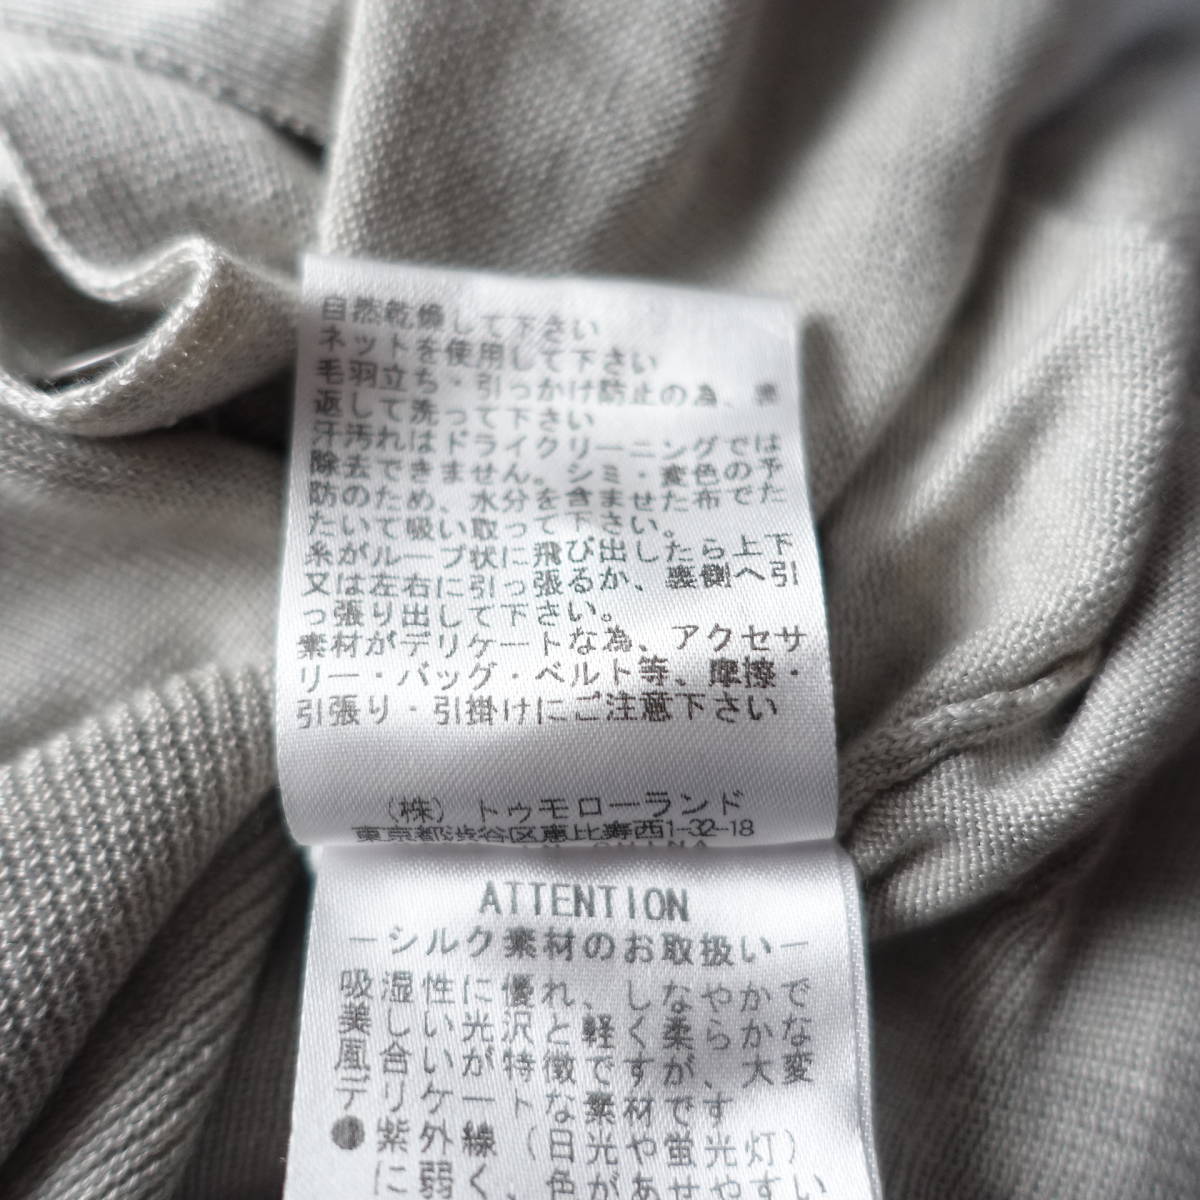 自然乾燥して下さい
ネットを使用して下さい
毛羽立ち・引っかけ防止の為、裏
返して洗って下さい
汗汚れはドライクリーニングでは
除去できません。シミ・変色の予
防のため、水分を含ませた布でた
たいて吸い取って下さい。
糸がループ状に飛び出したら上下
又は左右に引っ張るか、裏側へ引
っ張り出して下さい。
素材がデリケートな為、アクセサ
リー・バッグ・ベルト等、摩擦・
引張り・引掛けにご注意下さい
(株) トゥモローランド
東京都渋谷区恵比寿西1-32-18
CHINA
ATTENTION
ーシルク素材のお取扱いー
吸湿性に優れ、しなやかで
美しい光沢と軽く柔らかな
風合いが特徴ですが、大変
デリケートな素材です
●紫外線(日光や蛍光灯)
に弱く、色があせやすい